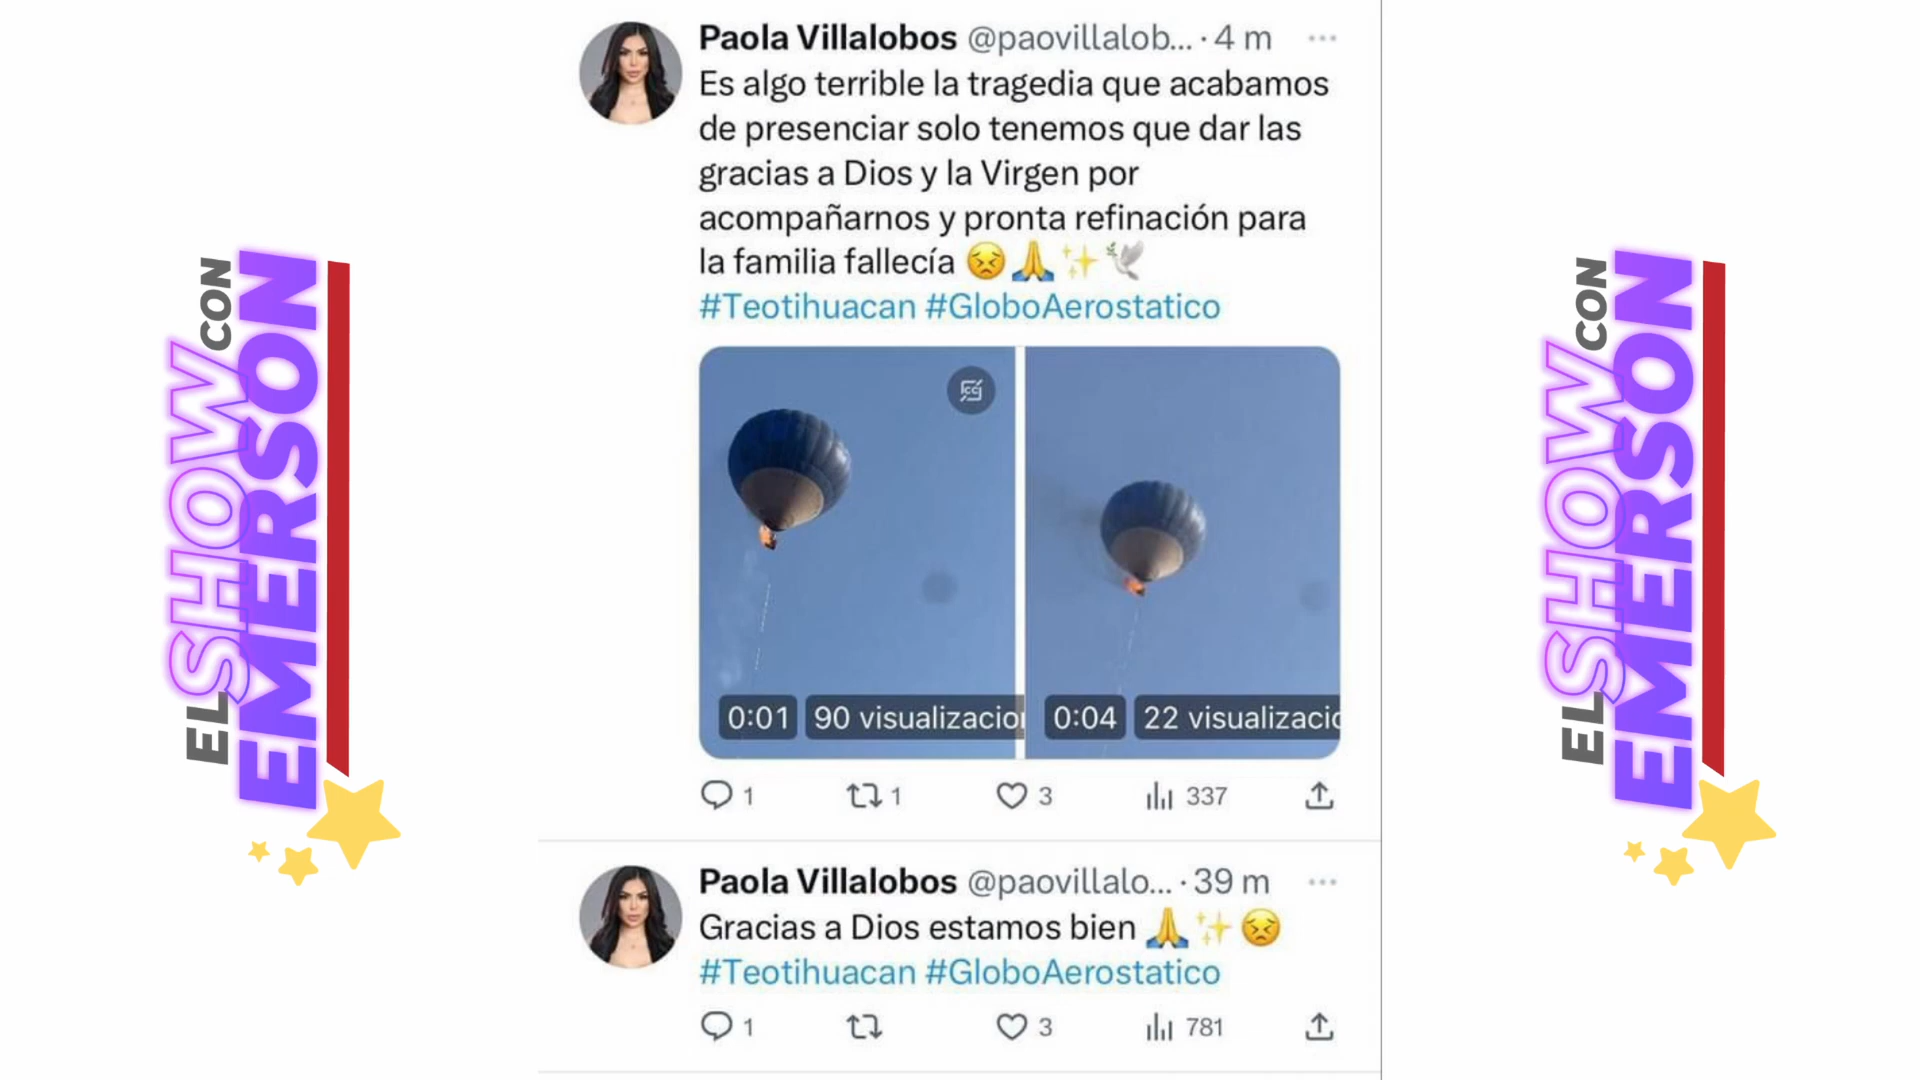 EL SHOW CON
EMERSON
Paola Villalobos @paovillalob... · 4 m
Es algo terrible la tragedia que acabamos
de presenciar solo tenemos que dar las
gracias a Dios y la Virgen por
acompañarnos y pronta refinación para
la familia fallecía 😣🙏✨🕊️
#Teotihuacan #GloboAerostatico
0:01 90 visualizacio
0:04 22 visualizacio
1 1 3 337
Paola Villalobos @paovillalo... · 39 m
Gracias a Dios estamos bien 🙏✨😣
#Teotihuacan #GloboAerostatico
1 3 781
EL SHOW CON
EMERSON